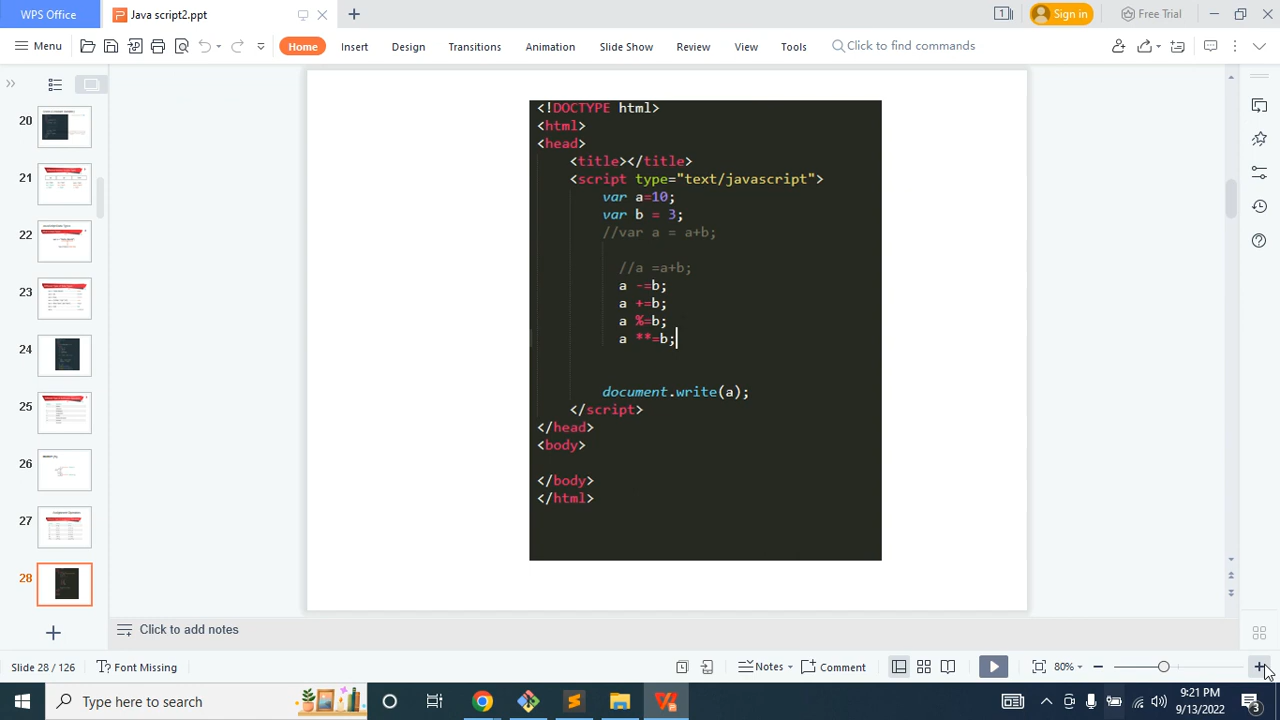 WPS Office
Java script2.ppt
1
Sign in
Free Trial
Menu
Home
Insert
Design
Transitions
Animation
Slide Show
Review
View
Tools
Click to find commands
20
21
22
23
24
25
26
27
28
<!DOCTYPE html>
<html>
<head>
<title></title>
<script type="text/javascript">
var a=10;
var b = 3;
//var a = a+b;
//a =a+b;
a -=b;
a +=b;
a %=b;
a **=b;
document.write(a);
</script>
</head>
<body>
</body>
</html>
Click to add notes
Slide 28 / 126
Font Missing
Notes
Comment
80%
Type here to search
9:21 PM
9/13/2022
3